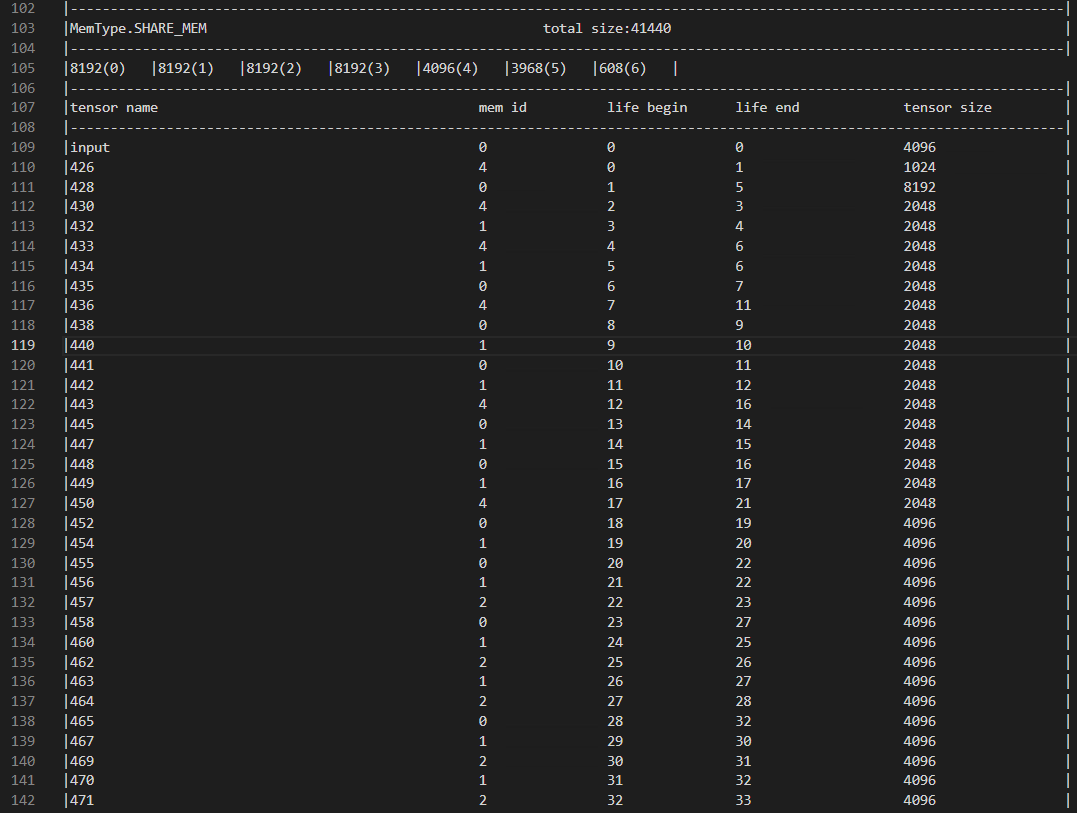 102 |----------------------------------------------------------------------------------------------------------------------------|
103 |MemType.SHARE_MEM total size:41440 |
104 |----------------------------------------------------------------------------------------------------------------------------|
105 |8192(0) |8192(1) |8192(2) |8192(3) |4096(4) |3968(5) |608(6) |
106 |----------------------------------------------------------------------------------------------------------------------------|
107 |tensor name mem id life begin life end tensor size |
108 |----------------------------------------------------------------------------------------------------------------------------|
109 |input 0 0 0 4096 |
110 |426 4 0 1 1024 |
111 |428 0 1 5 8192 |
112 |430 4 2 3 2048 |
113 |432 1 3 4 2048 |
114 |433 4 4 6 2048 |
115 |434 1 5 6 2048 |
116 |435 0 6 7 2048 |
117 |436 4 7 11 2048 |
118 |438 0 8 9 2048 |
119 |440 1 9 10 2048 |
120 |441 0 10 11 2048 |
121 |442 1 11 12 2048 |
122 |443 4 12 16 2048 |
123 |445 0 13 14 2048 |
124 |447 1 14 15 2048 |
125 |448 0 15 16 2048 |
126 |449 1 16 17 2048 |
127 |450 4 17 21 2048 |
128 |452 0 18 19 4096 |
129 |454 1 19 20 4096 |
130 |455 0 20 22 4096 |
131 |456 1 21 22 4096 |
132 |457 2 22 23 4096 |
133 |458 0 23 27 4096 |
134 |460 1 24 25 4096 |
135 |462 2 25 26 4096 |
136 |463 1 26 27 4096 |
137 |464 2 27 28 4096 |
138 |465 0 28 32 4096 |
139 |467 1 29 30 4096 |
140 |469 2 30 31 4096 |
141 |470 1 31 32 4096 |
142 |471 2 32 33 4096 |